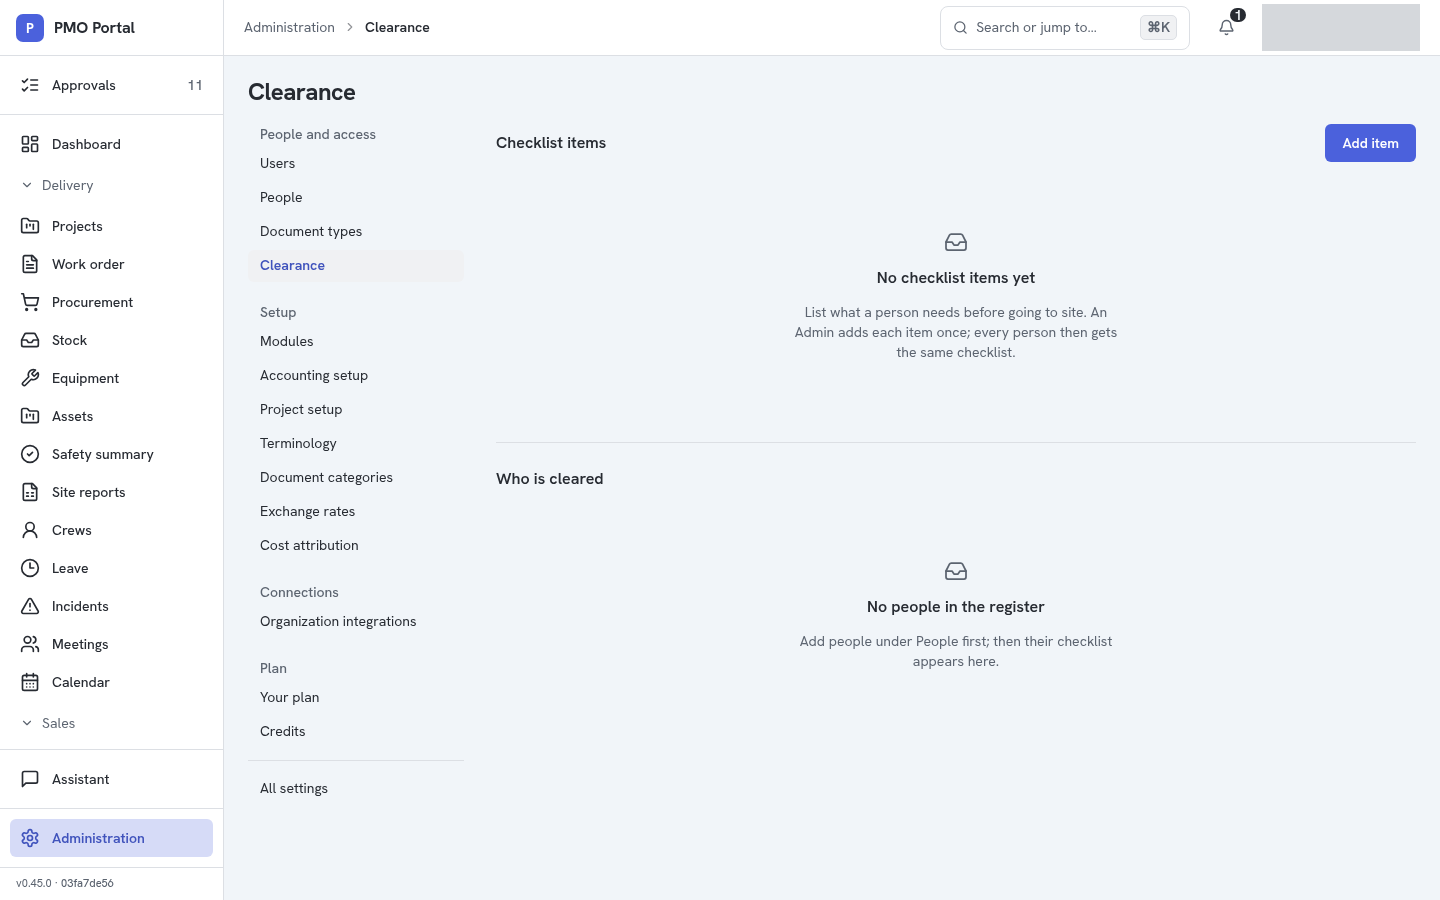 P PMO Portal
Administration > Clearance
Search or jump to... ⌘K
1
Approvals 11
Dashboard
Delivery
Projects
Work order
Procurement
Stock
Equipment
Assets
Safety summary
Site reports
Crews
Leave
Incidents
Meetings
Calendar
Sales
Assistant
Administration
v0.45.0 · 03fa7de56
Clearance
People and access
Users
People
Document types
Clearance
Setup
Modules
Accounting setup
Project setup
Terminology
Document categories
Exchange rates
Cost attribution
Connections
Organization integrations
Plan
Your plan
Credits
All settings
Checklist items
Add item
No checklist items yet
List what a person needs before going to site. An
Admin adds each item once; every person then gets
the same checklist.
Who is cleared
No people in the register
Add people under People first; then their checklist
appears here.